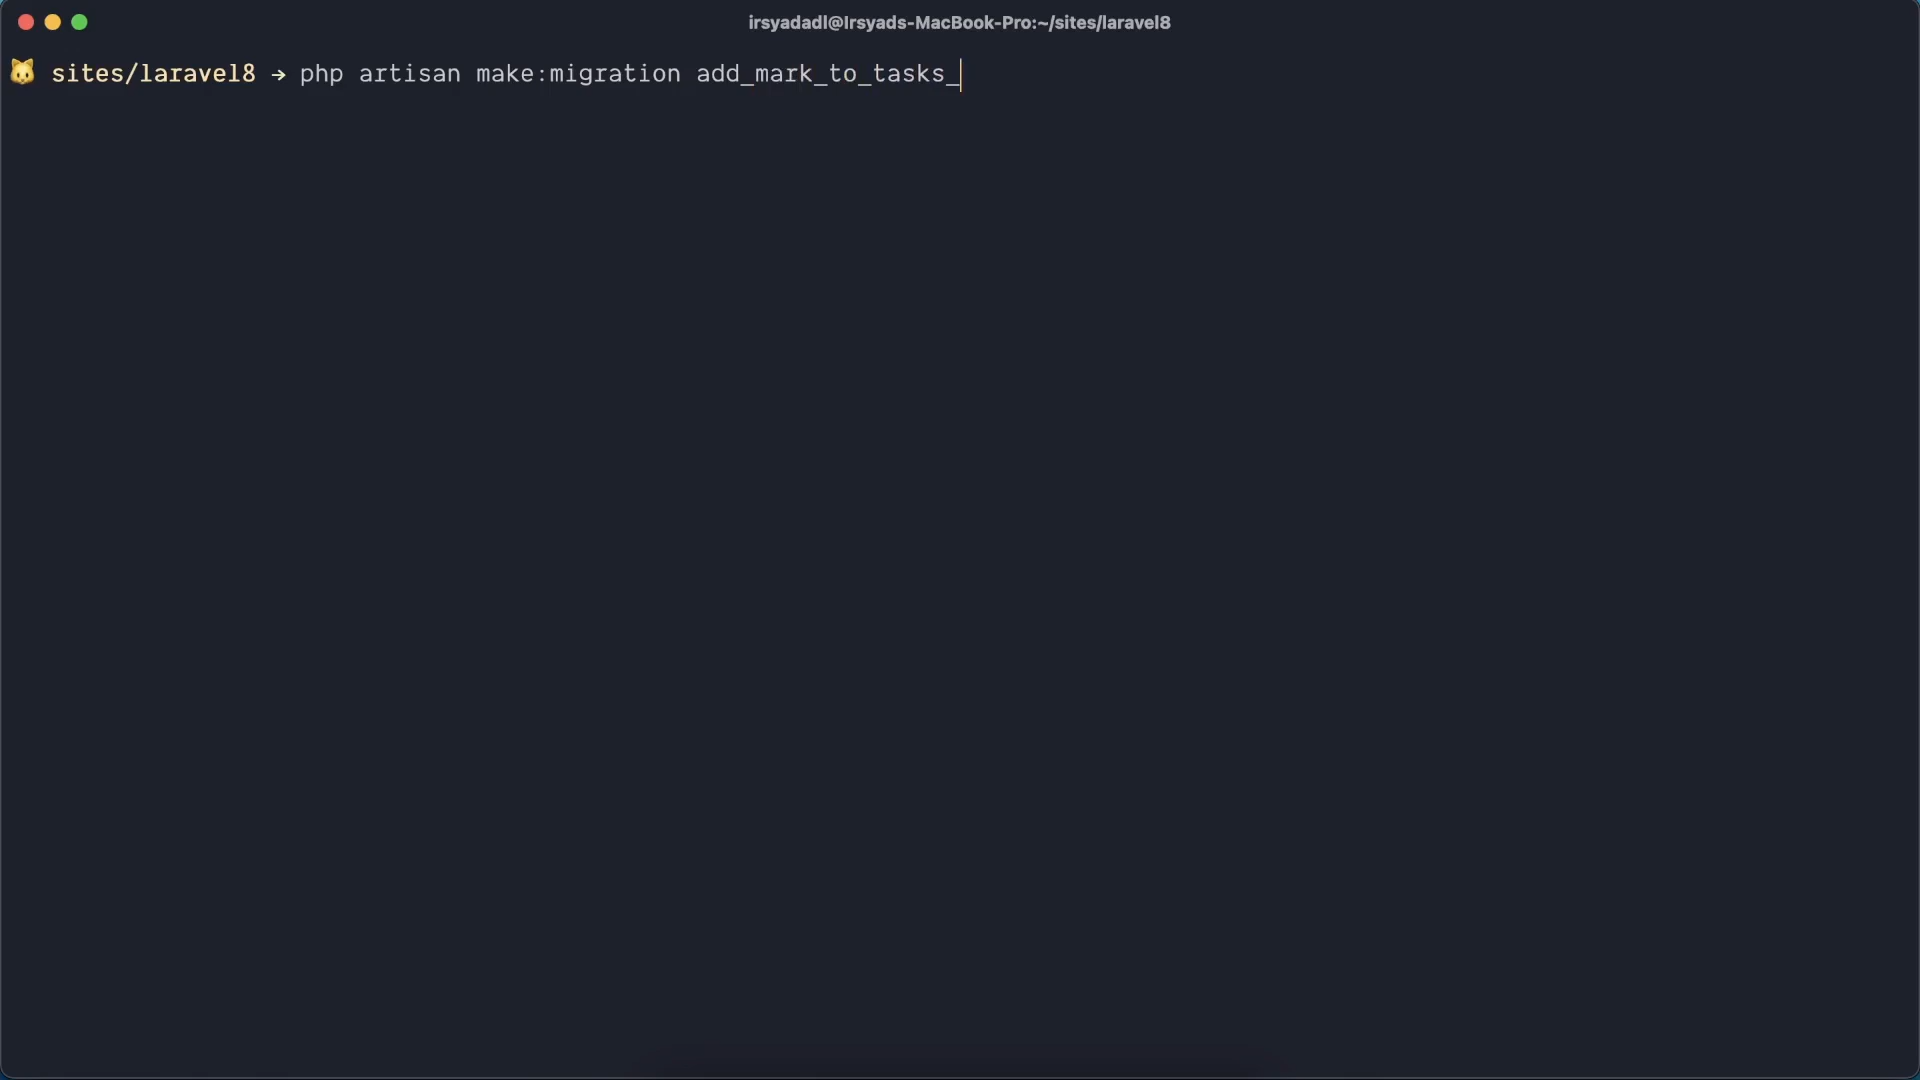 irsyadadl@Irsyads-MacBook-Pro:~/sites/laravel8
sites/laravel8 → php artisan make:migration add_mark_to_tasks_